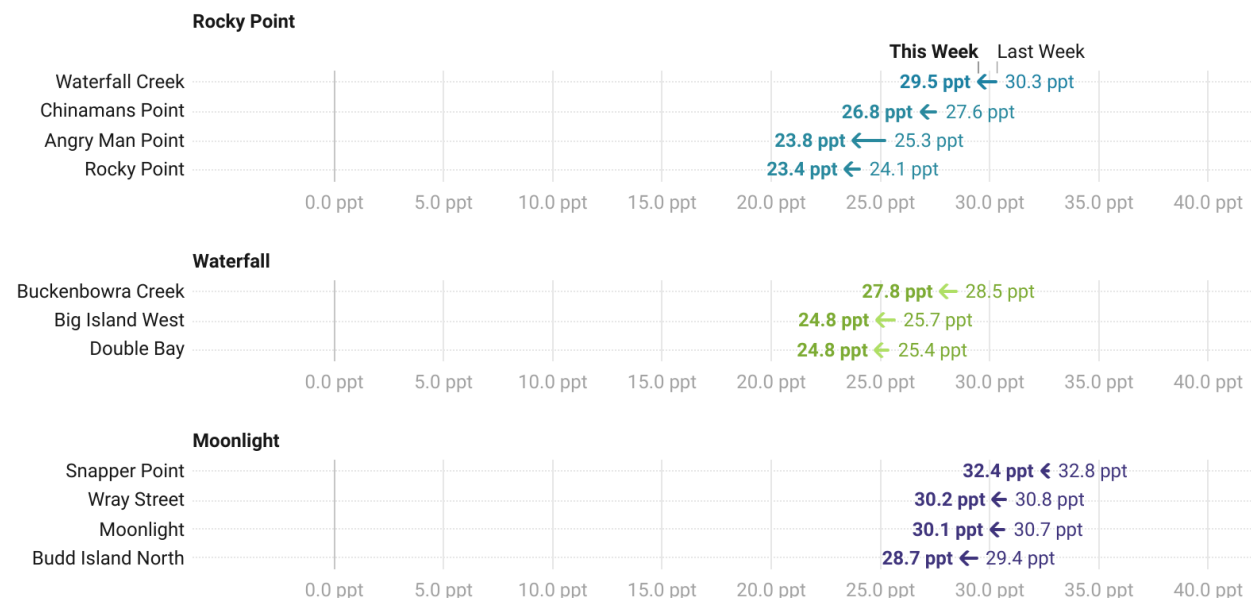 Rocky Point
This Week Last Week
Waterfall Creek 29.5 ppt 30.3 ppt
Chinamans Point 26.8 ppt 27.6 ppt
Angry Man Point 23.8 ppt 25.3 ppt
Rocky Point 23.4 ppt 24.1 ppt
0.0 ppt 5.0 ppt 10.0 ppt 15.0 ppt 20.0 ppt 25.0 ppt 30.0 ppt 35.0 ppt 40.0 ppt
Waterfall
Buckenbowra Creek 27.8 ppt 28.5 ppt
Big Island West 24.8 ppt 25.7 ppt
Double Bay 24.8 ppt 25.4 ppt
0.0 ppt 5.0 ppt 10.0 ppt 15.0 ppt 20.0 ppt 25.0 ppt 30.0 ppt 35.0 ppt 40.0 ppt
Moonlight
Snapper Point 32.4 ppt 32.8 ppt
Wray Street 30.2 ppt 30.8 ppt
Moonlight 30.1 ppt 30.7 ppt
Budd Island North 28.7 ppt 29.4 ppt
0.0 ppt 5.0 ppt 10.0 ppt 15.0 ppt 20.0 ppt 25.0 ppt 30.0 ppt 35.0 ppt 40.0 ppt